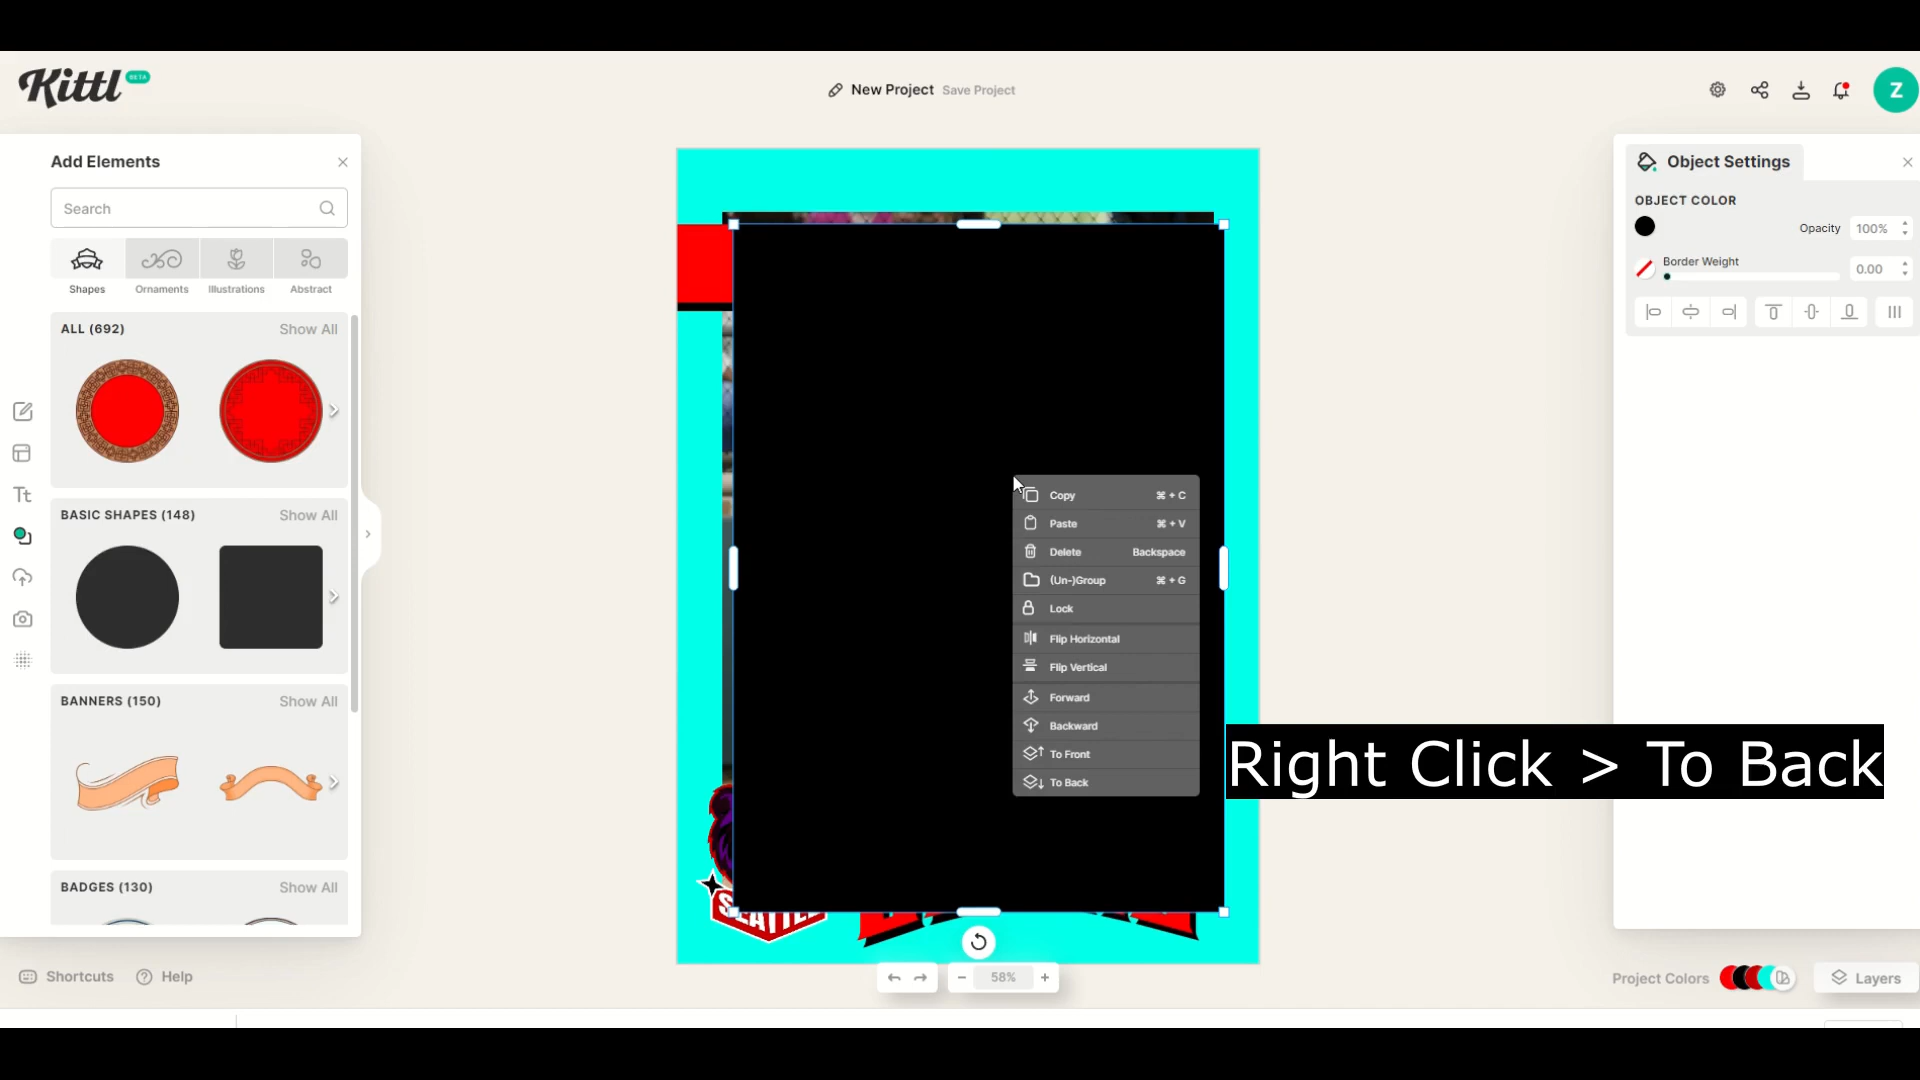 Kittl BETA
New Project Save Project
Z
Add Elements
Search
Shapes Ornaments Illustrations Abstract
ALL (692) Show All
BASIC SHAPES (148) Show All
BANNERS (150) Show All
BADGES (130) Show All
Tt
Shortcuts Help
Copy ⌘ + C
Paste ⌘ + V
Delete Backspace
(Un-)Group ⌘ + G
Lock
Flip Horizontal
Flip Vertical
Forward
Backward
To Front
To Back
Right Click > To Back
58%
Object Settings
OBJECT COLOR
Opacity 100%
Border Weight 0.00
Project Colors
Layers